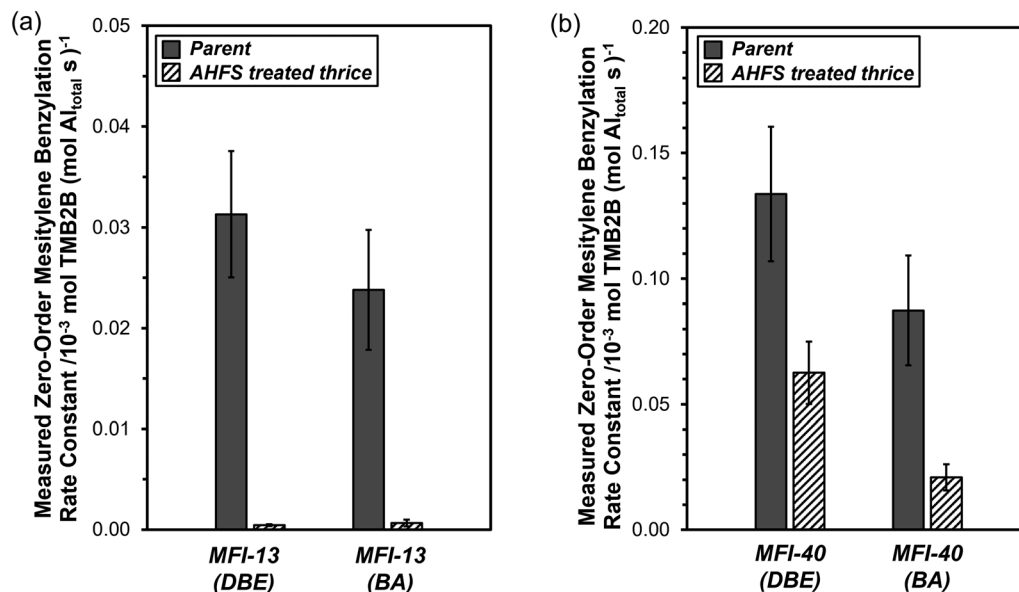 (a)
Measured Zero-Order Mesitylene Benzylation
Rate Constant /10⁻³ mol TMB2B (mol Al_total s)⁻¹
0.05
0.04
0.03
0.02
0.01
0.00
Parent
AHFS treated thrice
MFI-13
(DBE)
MFI-13
(BA)
(b)
Measured Zero-Order Mesitylene Benzylation
Rate Constant /10⁻³ mol TMB2B (mol Al_total s)⁻¹
0.20
0.15
0.10
0.05
0.00
Parent
AHFS treated thrice
MFI-40
(DBE)
MFI-40
(BA)